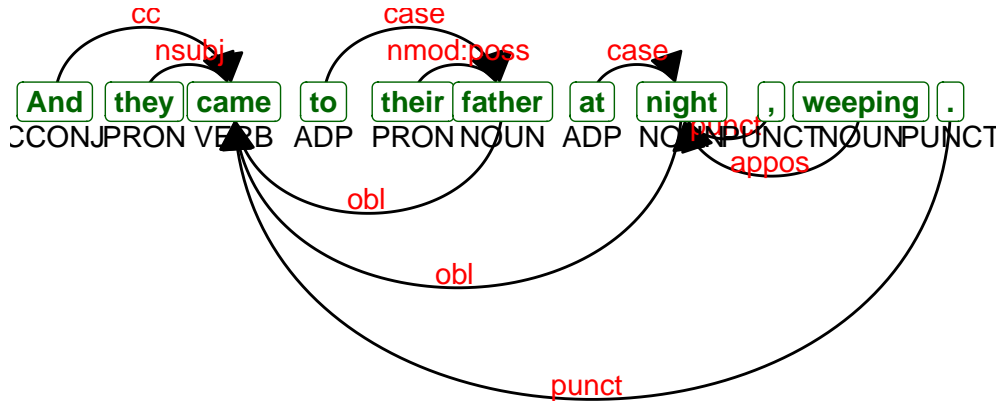 cc case
nsubj nmod:poss case
And they came to their father at night , weeping .
CCONJ PRON VERB ADP PRON NOUN ADP NOUN PUNCT NOUN PUNCT
punct
appos
obl
obl
punct